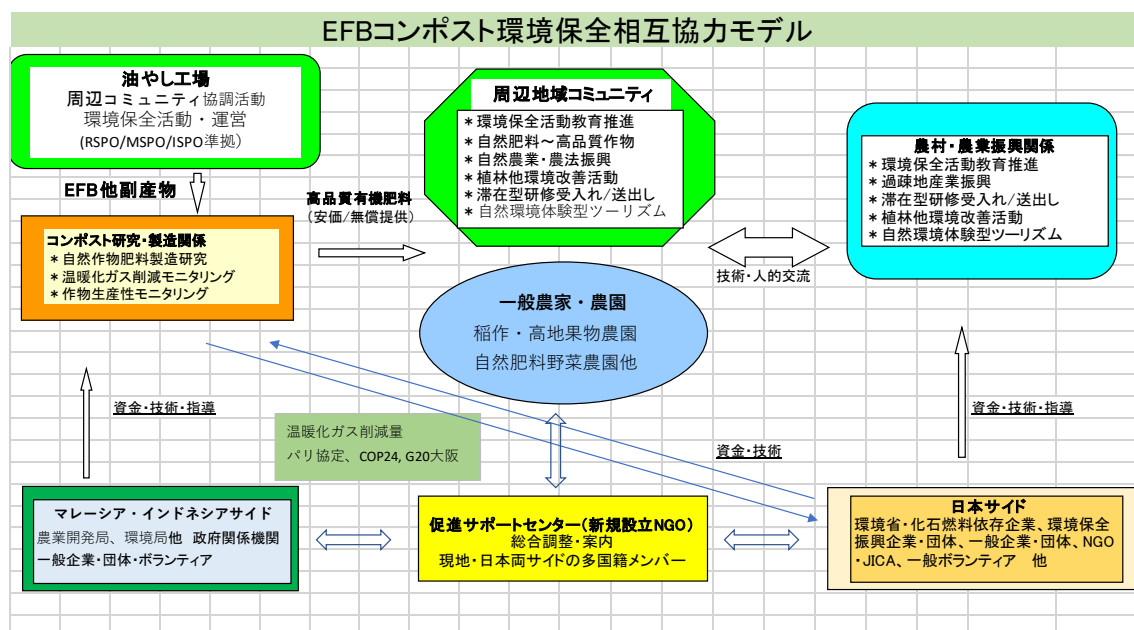 EFBコンポスト環境保全相互協力モデル
油やし工場
周辺コミュニティ協調活動
環境保全活動・運営
(RSPO/MSPO/ISPO準拠)
EFB他副産物
コンポスト研究・製造関係
* 自然作物肥料製造研究
* 温暖化ガス削減モニタリング
* 作物生産性モニタリング
高品質有機肥料
(安価/無償提供)
周辺地域コミュニティ
* 環境保全活動教育推進
* 自然肥料～高品質作物
* 自然農業・農法振興
* 植林他環境改善活動
* 滞在型研修受入れ/送出し
* 自然環境体験型ツーリズム
農村・農業振興関係
* 環境保全活動教育推進
* 過疎地産業振興
* 滞在型研修受入れ/送出し
* 植林他環境改善活動
* 自然環境体験型ツーリズム
技術・人的交流
一般農家・農園
稲作・高地果物農園
自然肥料野菜農園他
資金・技術・指導
温暖化ガス削減量
パリ協定、COP24, G20大阪
資金・技術
資金・技術・指導
マレーシア・インドネシアサイド
農業開発局、環境局他 政府関係機関
一般企業・団体・ボランティア
促進サポートセンター(新規設立NGO)
総合調整・案内
現地・日本両サイドの多国籍メンバー
日本サイド
環境省・化石燃料依存企業、環境保全
振興企業・団体、一般企業・団体、NGO
・JICA、一般ボランティア 他